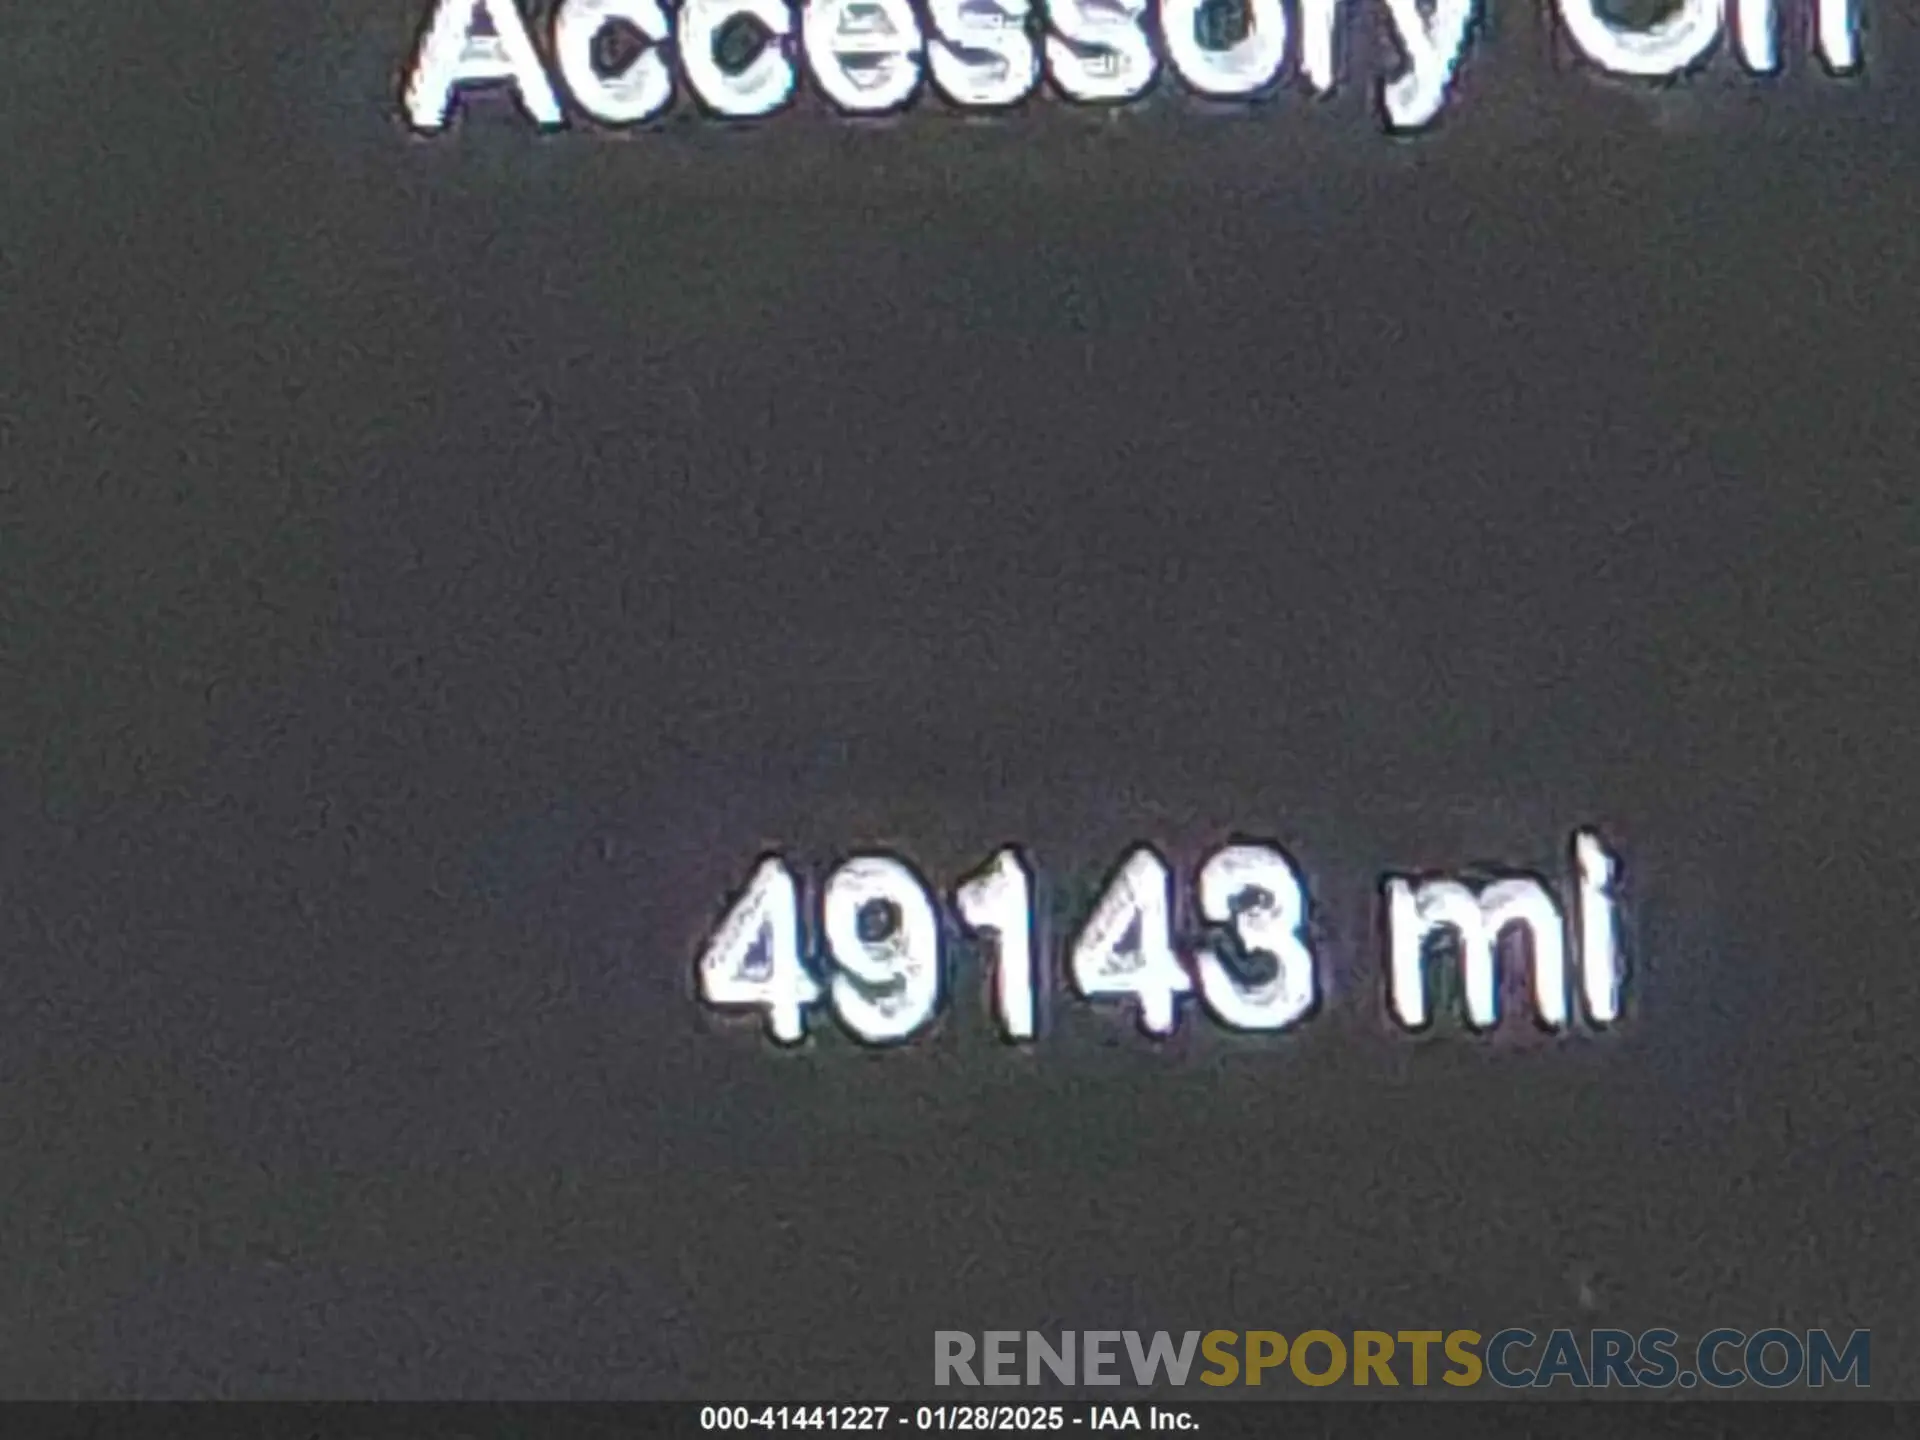 Accessory On
49143 mi
RENEWSPORTSCARS.COM
000-41441227 - 01/28/2025 - IAA Inc.